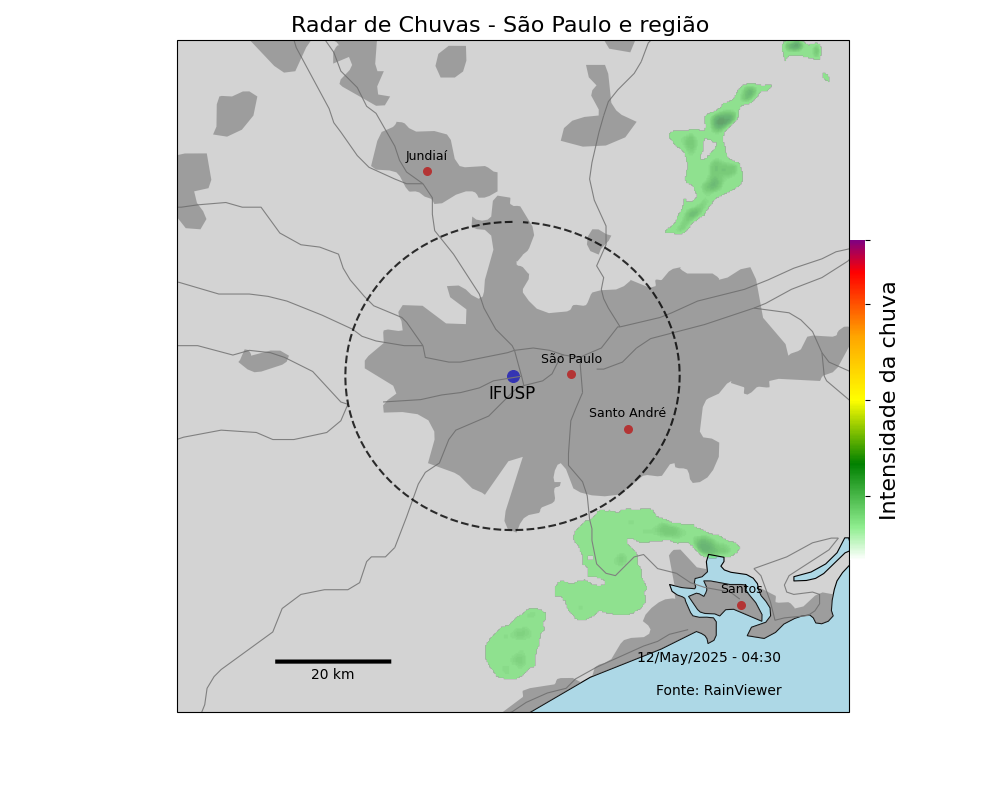 Radar de Chuvas - São Paulo e região
Jundiaí
São Paulo
IFUSP
Santo André
Intensidade da chuva
Santos
12/May/2025 - 04:30
20 km
Fonte: RainViewer